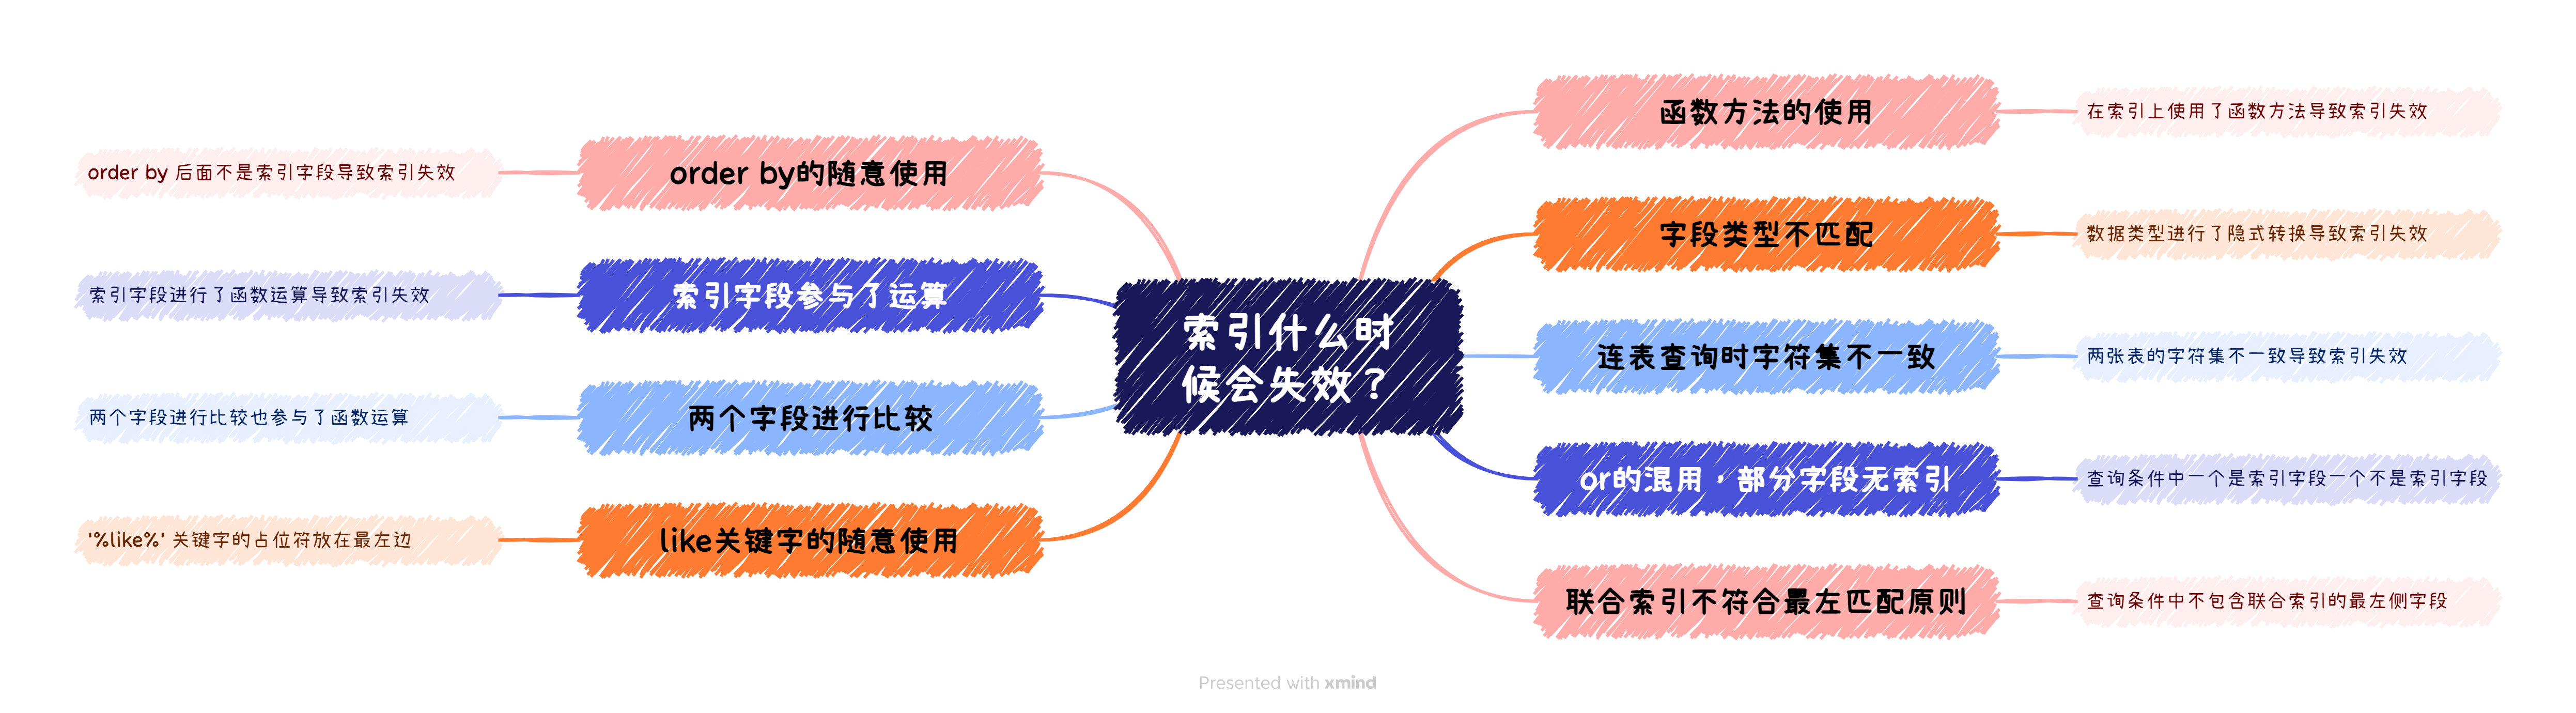 索引什么时
候会失效？
函数方法的使用
在索引上使用了函数方法导致索引失效
字段类型不匹配
数据类型进行了隐式转换导致索引失效
连表查询时字符集不一致
两张表的字符集不一致导致索引失效
or的混用，部分字段无索引
查询条件中一个是索引字段一个不是索引字段
联合索引不符合最左匹配原则
查询条件中不包含联合索引的最左侧字段
order by的随意使用
order by 后面不是索引字段导致索引失效
索引字段参与了运算
索引字段进行了函数运算导致索引失效
两个字段进行比较
两个字段进行比较也参与了函数运算
like关键字的随意使用
'%like%' 关键字的占位符放在最左边
Presented with xmind